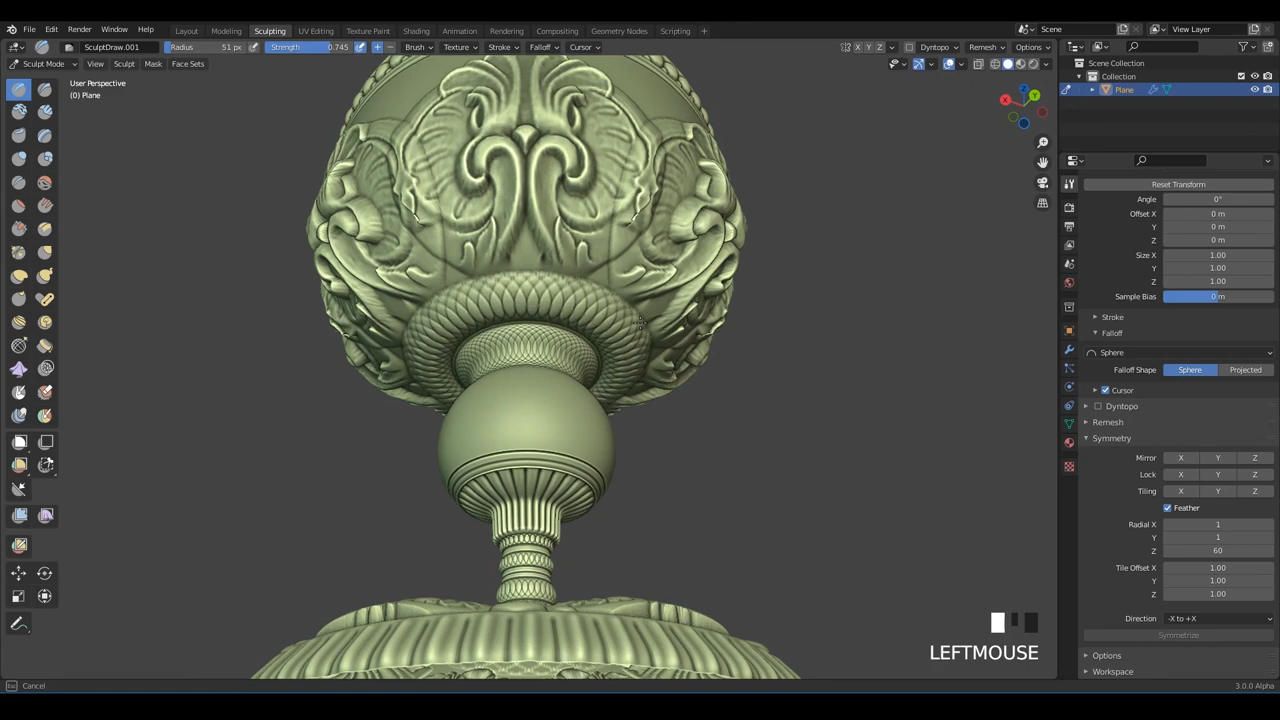 File Edit Render Window Help Layout Modeling Sculpting UV Editing Texture Paint Shading Animation Rendering Compositing Geometry Nodes Scripting + Scene View Layer
SculptDraw.001 Radius 51 px Strength 0.745 Brush Texture Stroke Falloff Cursor X Y Z Dyntopo Remesh Options
Sculpt Mode View Sculpt Mask Face Sets
Scene Collection
Collection
Plane
User Perspective
(0) Plane
X Y Z
Reset Transform
Angle 0°
Offset X 0 m
Y 0 m
Z 0 m
Size X 1.00
Y 1.00
Z 1.00
Sample Bias 0 m
Stroke
Falloff
Sphere
Falloff Shape Sphere Projected
Cursor
Dyntopo
Remesh
Symmetry
Mirror X Y Z
Lock X Y Z
Tiling X Y Z
Feather
Radial X 1
Y 1
Z 60
Tile Offset X 1.00
Y 1.00
Z 1.00
Direction -X to +X
Symmetrize
Options
Workspace
LEFTMOUSE
Esc Cancel
3.0.0 Alpha